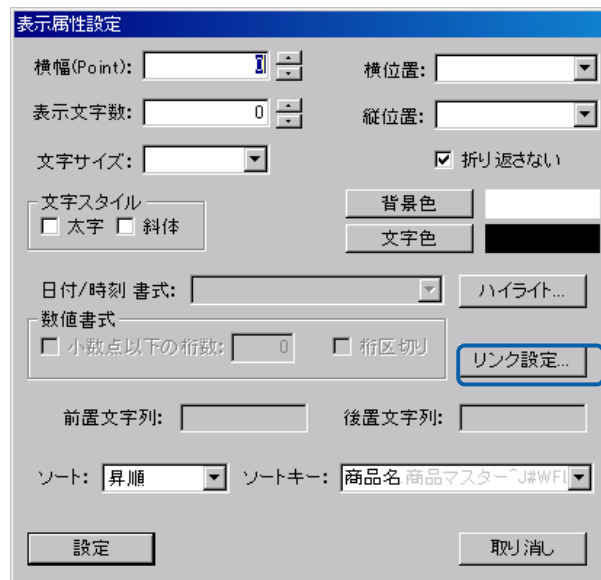 表示属性設定
横幅(Point): 0 横位置:
表示文字数: 0 縦位置:
文字サイズ: 折り返さない
文字スタイル 背景色
太字 斜体
文字色
日付/時刻 書式: ハイライト...
数値書式
小数点以下の桁数: 0 桁区切り リンク設定...
前置文字列: 後置文字列:
ソート: 昇順 ソートキー: 商品名.商品マスター^J#WFL
設定 取り消し